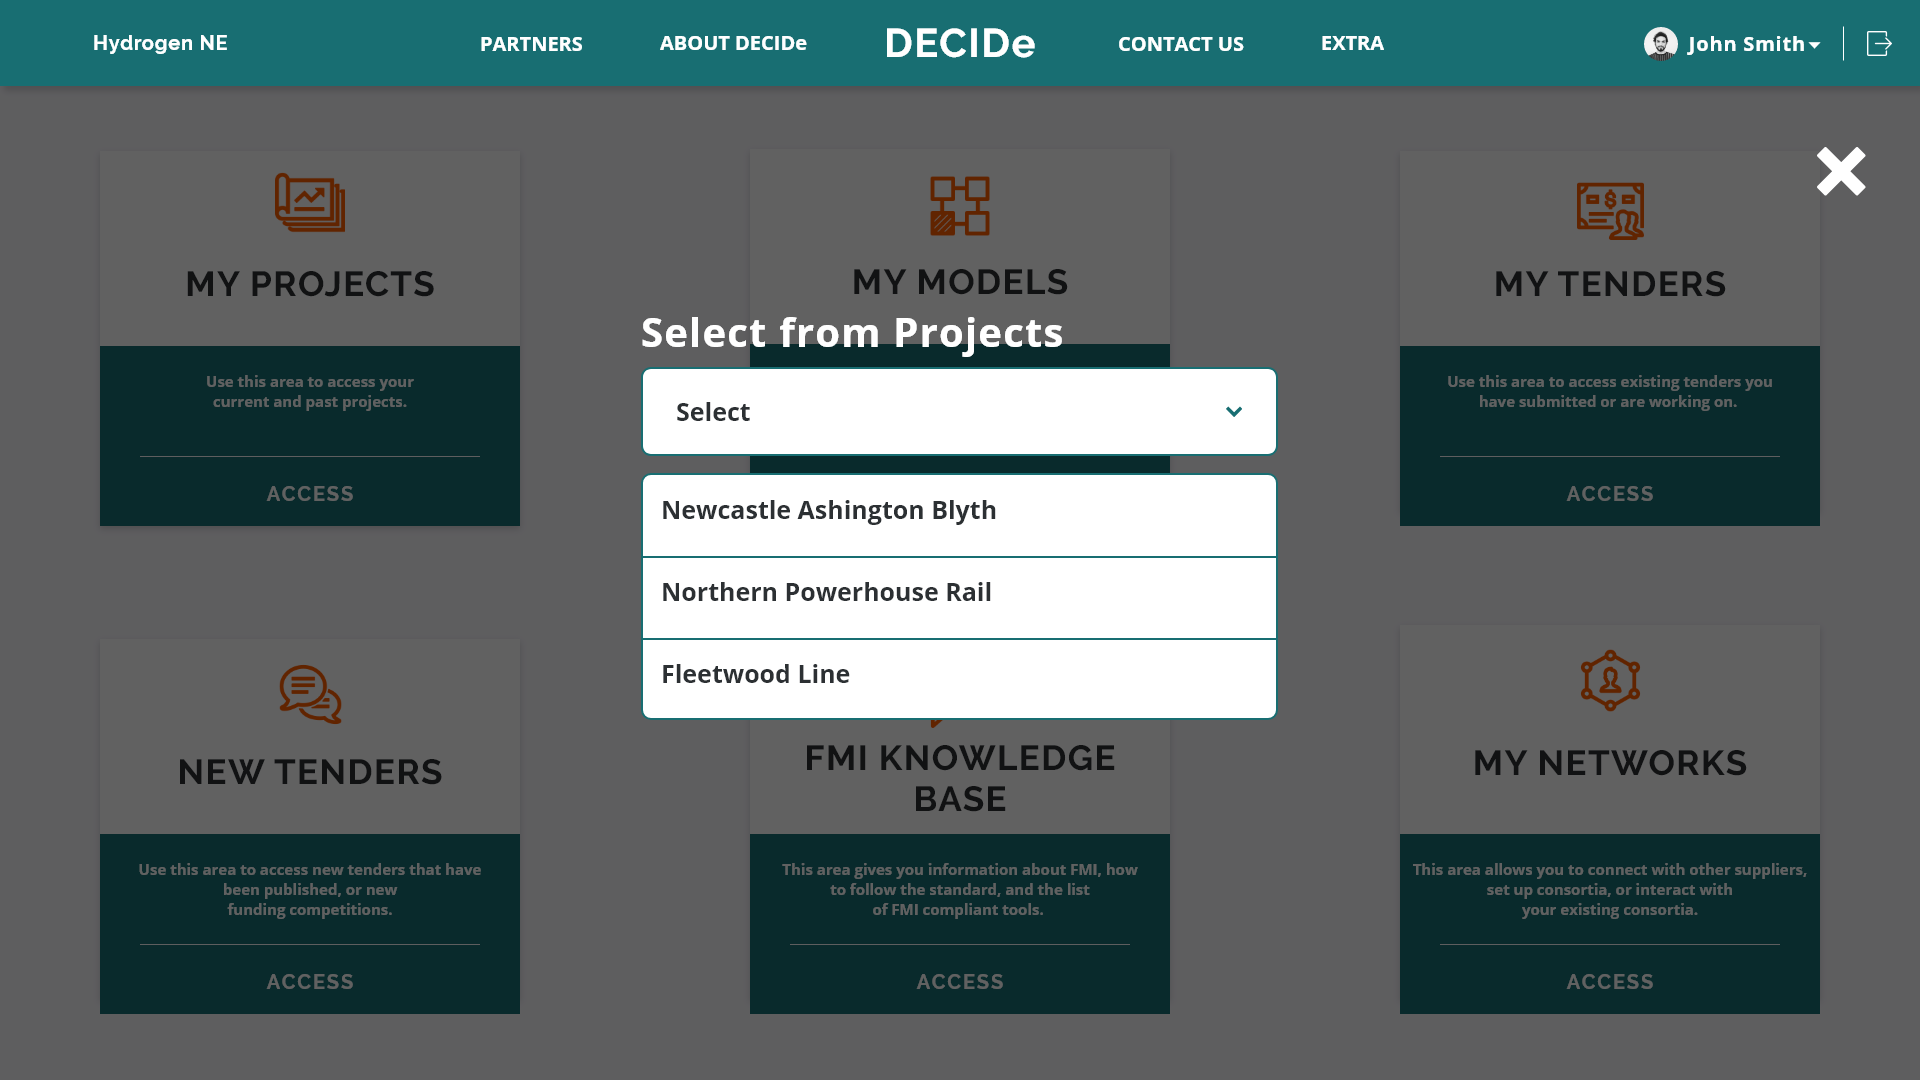 Hydrogen NE
PARTNERS
ABOUT DECIDe
DECIDe
CONTACT US
EXTRA
John Smith
MY PROJECTS
Use this area to access your
current and past projects.
ACCESS
MY MODELS
MY TENDERS
Use this area to access existing tenders you
have submitted or are working on.
ACCESS
Select from Projects
Select
Newcastle Ashington Blyth
Northern Powerhouse Rail
Fleetwood Line
NEW TENDERS
Use this area to access new tenders that have
been published, or new
funding competitions.
ACCESS
FMI KNOWLEDGE
BASE
This area gives you information about FMI, how
to follow the standard, and the list
of FMI compliant tools.
ACCESS
MY NETWORKS
This area allows you to connect with other suppliers,
set up consortia, or interact with
your existing consortia.
ACCESS